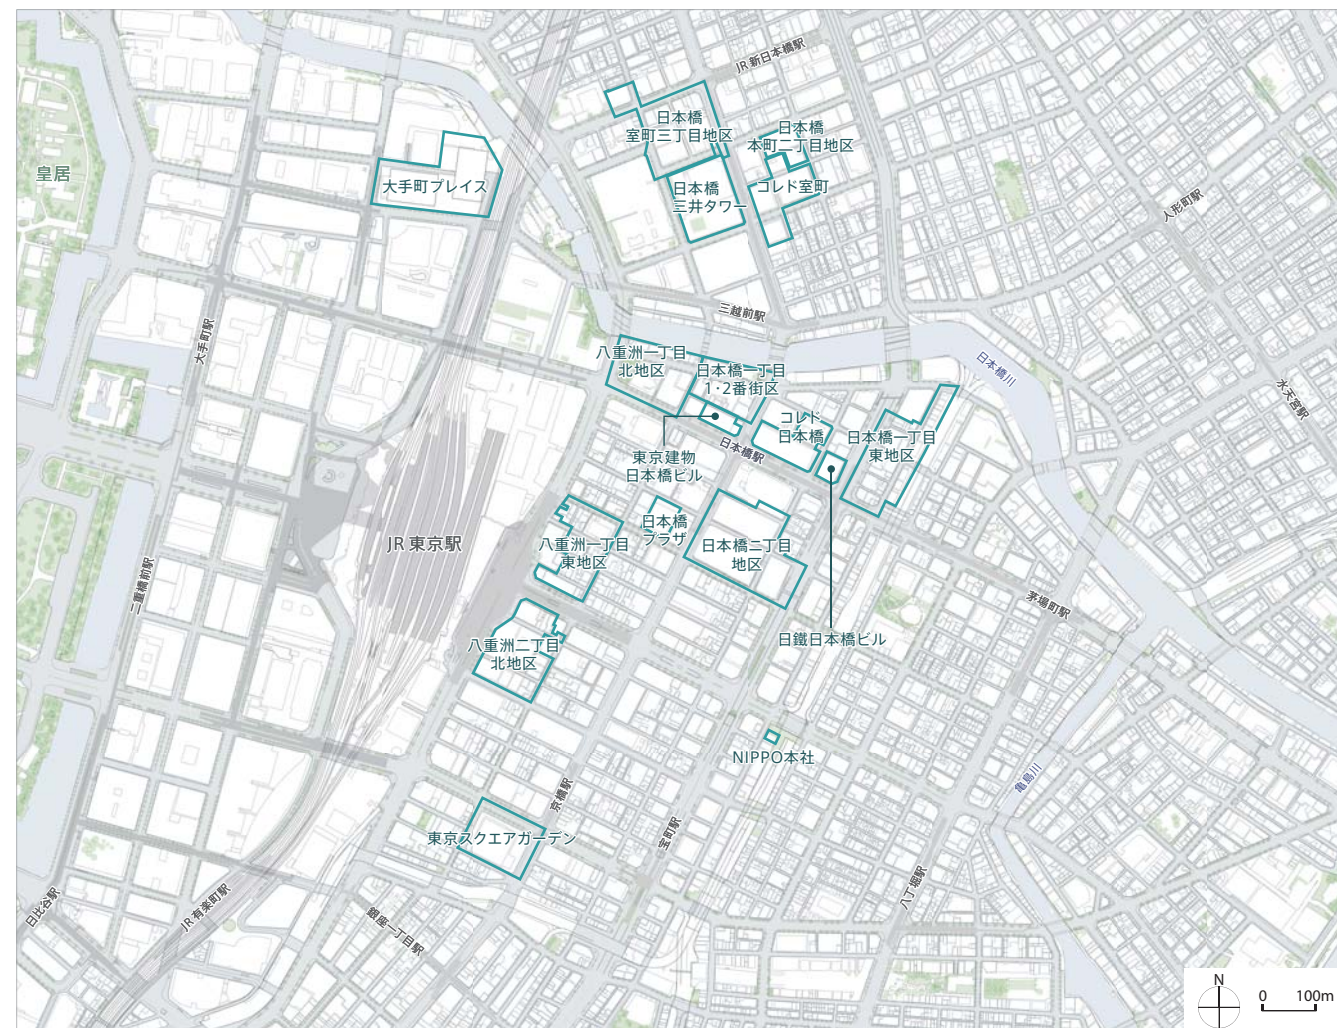 JR 新日本橋駅
日本橋
室町三丁目地区
日本橋
本町二丁目地区
皇居
大手町プレイス
日本橋
三井タワー
コレド室町
人形町駅
三越前駅
大手町駅
日本橋川
水天宮駅
八重洲一丁目
北地区
日本橋一丁目
1・2番街区
コレド
日本橋
日本橋一丁目
東地区
日本橋駅
東京建物
日本橋ビル
日本橋
プラザ
JR 東京駅
八重洲一丁目
東地区
日本橋二丁目
地区
二重橋前駅
茅場町駅
日鐵日本橋ビル
八重洲二丁目
北地区
NIPPO本社
亀島川
京橋駅
東京スクエアガーデン
宝町駅
八丁堀駅
日比谷駅
JR 有楽町駅
銀座一丁目駅
N
0 100m